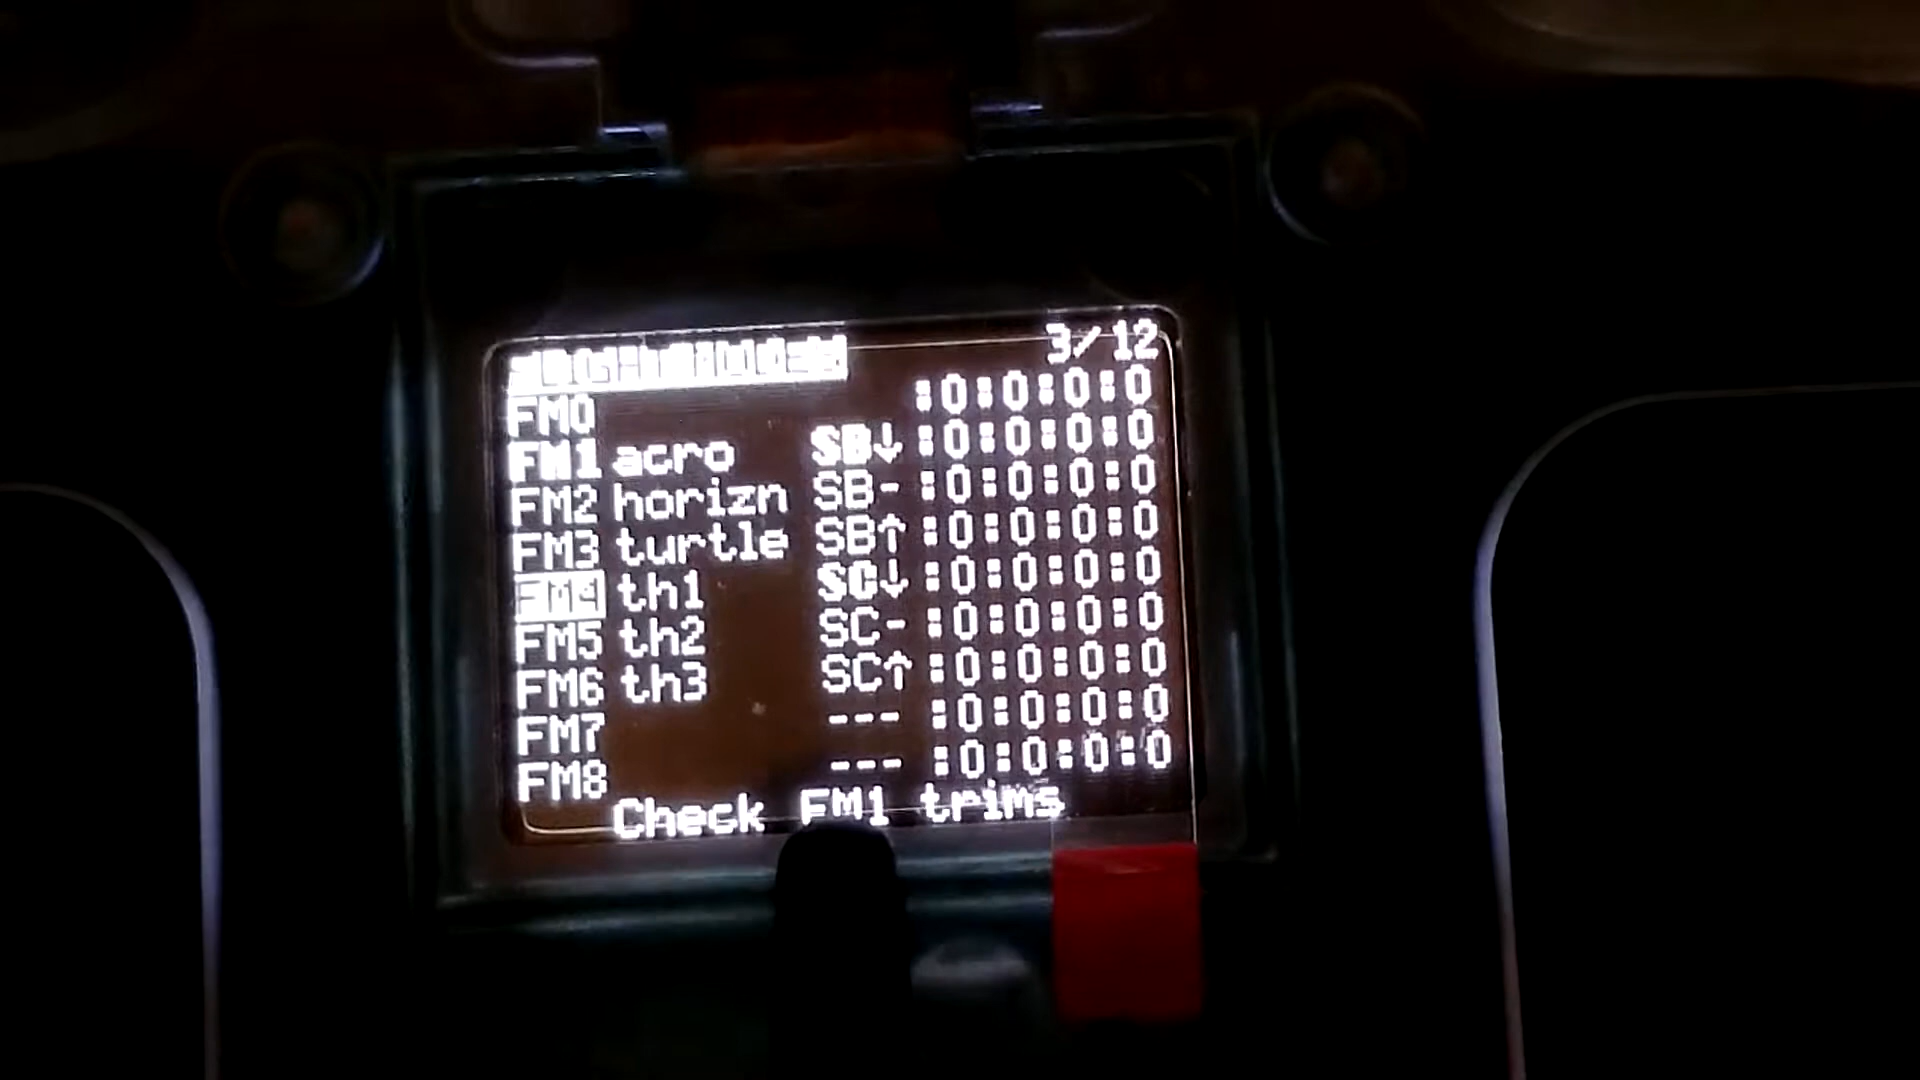 3/12
FM0 :0:0:0:0
FM1 acro SB↓ :0:0:0:0
FM2 horizn SB- :0:0:0:0
FM3 turtle SB↑ :0:0:0:0
FM4 th1 SC↓ :0:0:0:0
FM5 th2 SC- :0:0:0:0
FM6 th3 SC↑ :0:0:0:0
FM7 --- :0:0:0:0
FM8 --- :0:0:0:0
Check FM1 trims